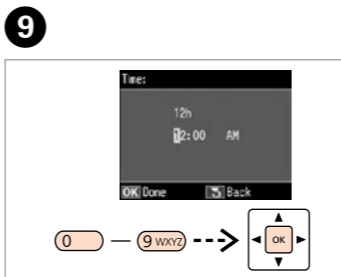 9
Time:
12h
12:00 AM
OK Done Back
0 — 9 WXYZ OK